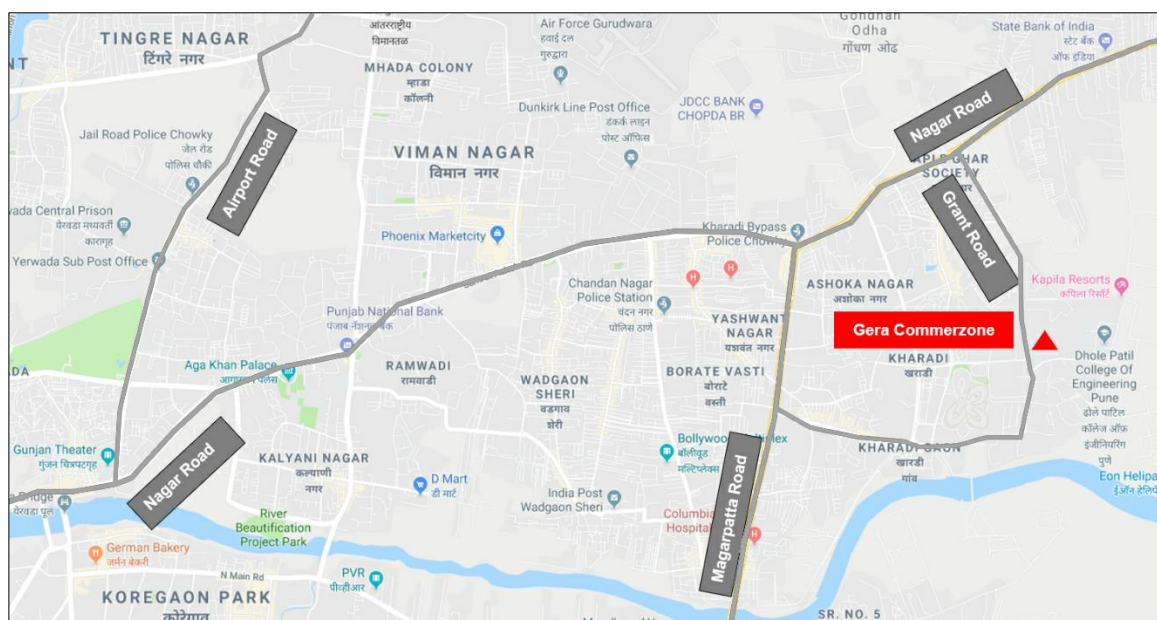 TINGRE NAGAR
टिंगरे नगर
आंतरराष्ट्रीय
विमानतळ
MHADA COLONY
म्हाडा
कॉलनी
Air Force Gurudwara
हवाई दल
गुरुद्वारा
Odha
गोंधण ओढ
State Bank of India
स्टेट बँक
ऑफ इंडिया
Dunkirk Line Post Office
डंकर्क लाइन
पोस्ट ऑफिस
JDCC BANK
CHOPDA BR
Nagar Road
Jail Road Police Chowky
जेल रोड
पोलिस चौकी
Airport Road
VIMAN NAGAR
विमान नगर
SOCIETY
Grant Road
Central Prison
येरवडा मध्यवर्ती
कारागृह
Yerwada Sub Post Office
Phoenix Marketcity
Kharadi Bypass
Police Chowky
ASHOKA NAGAR
अशोका नगर
Kapila Resorts
कपिला रिसॉर्ट
Chandan Nagar
Police Station
चंदन नगर
पोलिस ठाणे
Punjab National Bank
पंजाब नॅशनल बँक
YASHWANT
NAGAR
यशवंत नगर
Gera Commerzone
Aga Khan Palace
RAMWADI
रामवाडी
WADGAON
SHERI
वडगाव
शेरी
BORATE VASTI
बोराटे
वस्ती
KHARADI
खराडी
Dhole Patil
College Of
Engineering
Pune
ढोले पाटिल
कॉलेज ऑफ
इंजीनियरिंग
पुणे
Gunjan Theater
गुंजन चित्रपटगृह
Nagar Road
KALYANI NAGAR
कल्याणी
नगर
D Mart
डी मार्ट
बॉलीवूड
मल्टिप्लेक्स
Magarpatta Road
KHARADI GAON
खारडी
गांव
India Post
Wadgaon Sheri
Eon Helipa
Bridge
येरवडा पूल
River
Beautification
Project Park
Hospital
German Bakery
जर्मन बेकरी
N Main Rd
PVR
पीव्हीआर
KOREGAON PARK
कोरेगाव
SR. NO. 5